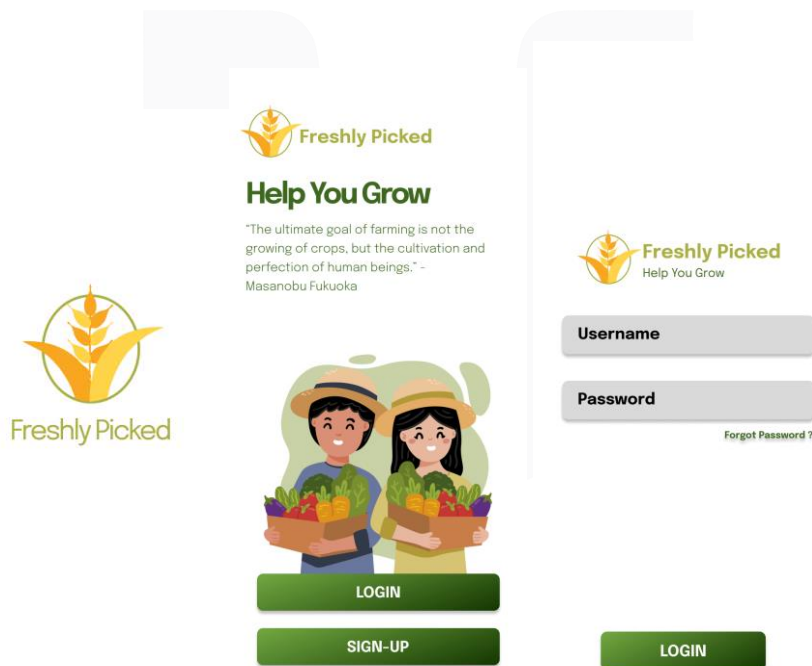 Freshly Picked
Freshly Picked
Help You Grow
"The ultimate goal of farming is not the
growing of crops, but the cultivation and
perfection of human beings." -
Masanobu Fukuoka
LOGIN
SIGN-UP
Freshly Picked
Help You Grow
Username
Password
Forgot Password ?
LOGIN